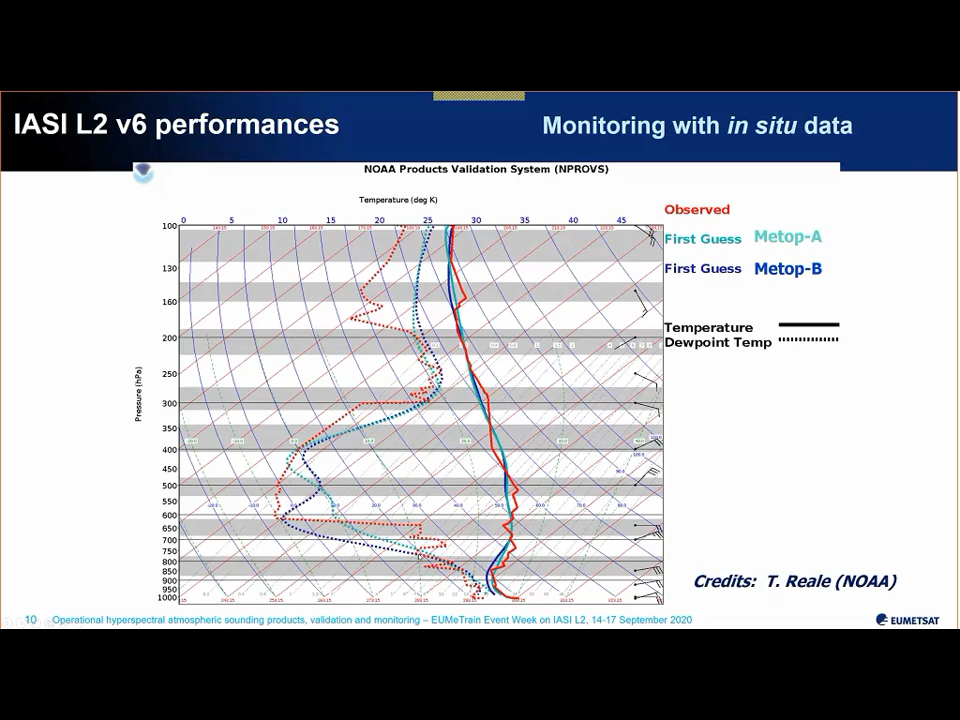 IASI L2 v6 performances
Monitoring with in situ data
NOAA Products Validation System (NPROVS)
Temperature (deg K)
0 5 10 15 20 25 30 35 40 45
Observed
First Guess Metop-A
First Guess Metop-B
Temperature
Dewpoint Temp
Pressure (hPa)
100
130
160
200
250
300
350
400
450
500
550
600
650
700
750
800
850
900
950
1000
Credits: T. Reale (NOAA)
10 Operational hyperspectral atmospheric sounding products, validation and monitoring – EUMeTrain Event Week on IASI L2, 14-17 September 2020
EUMETSAT